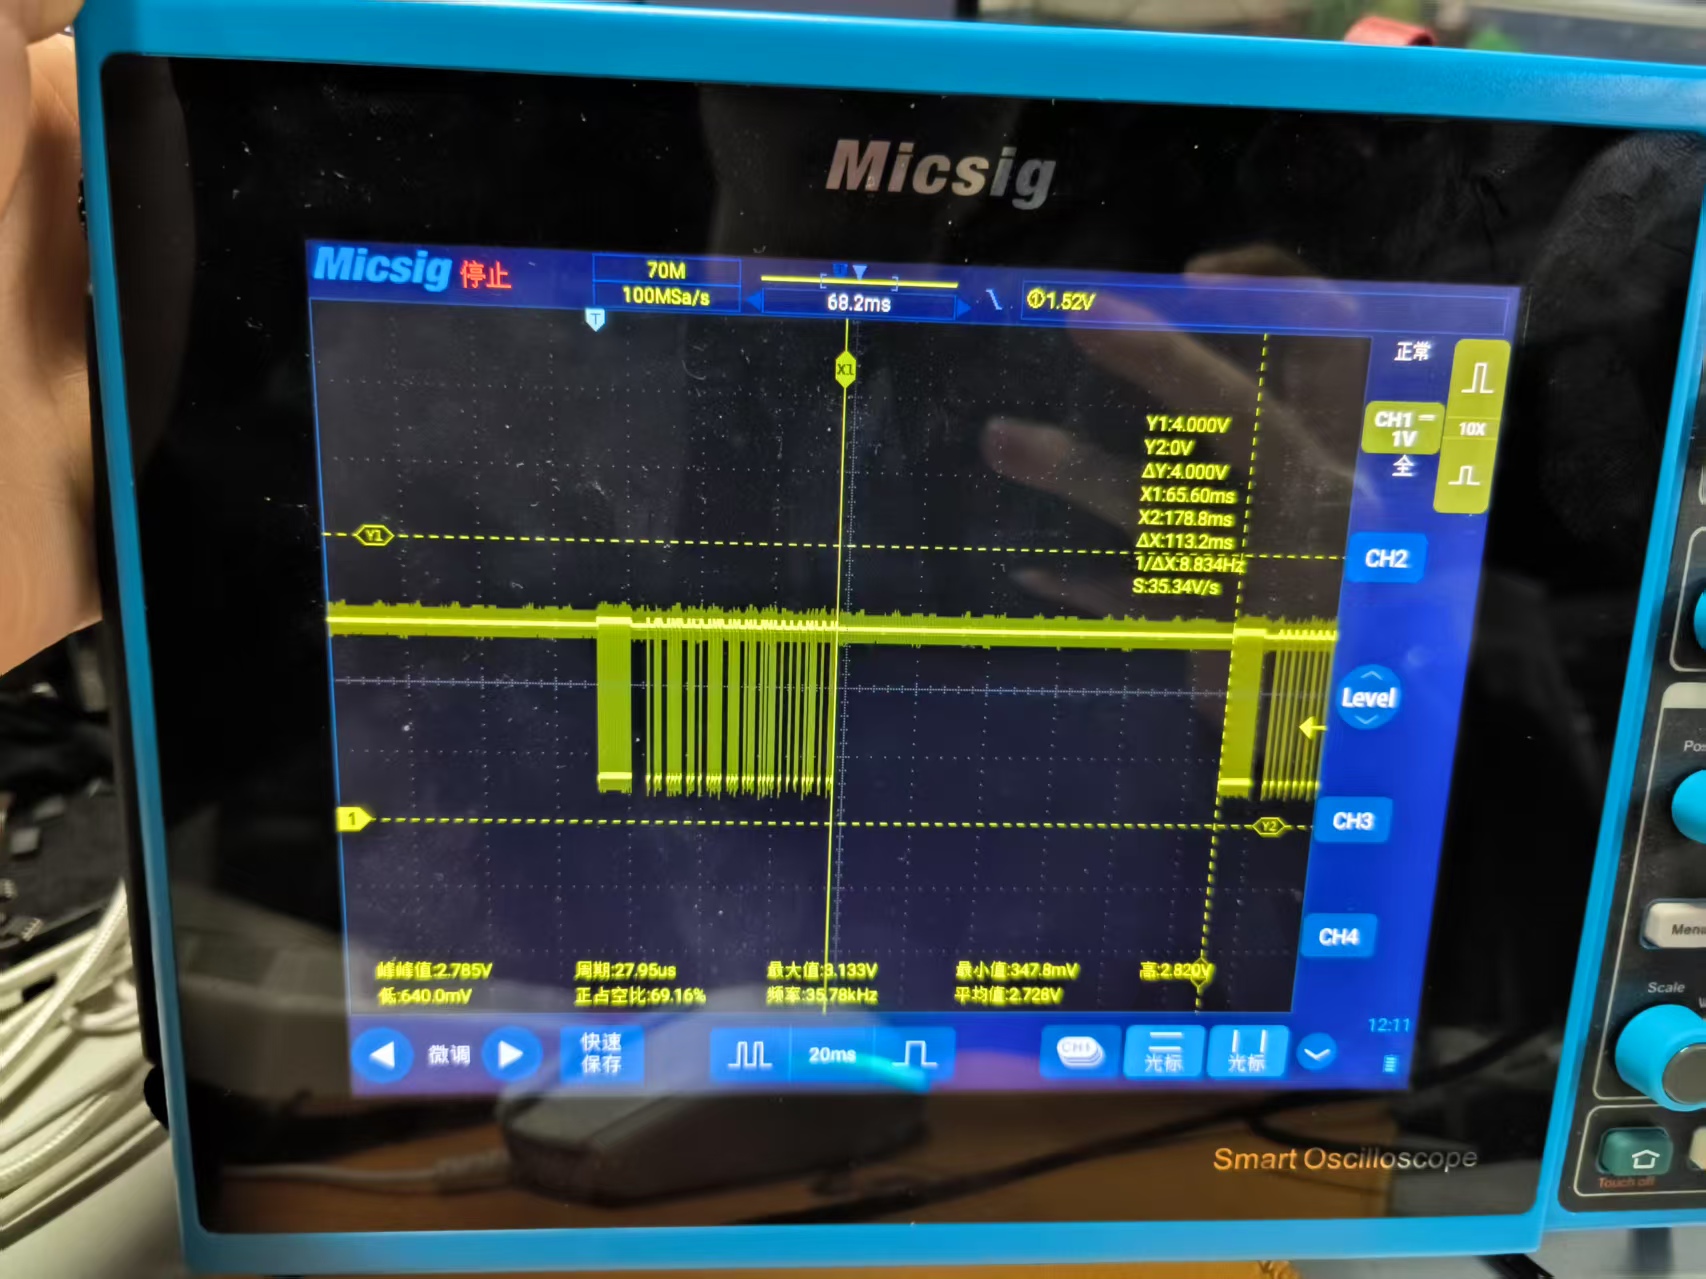 Micsig
Micsig 停止
70M
100MSa/s
68.2ms
①1.52V
T
X1
正常
CH1
1V
10X
全
Y1:4.000V
Y2:0V
ΔY:4.000V
X1:65.60ms
X2:178.8ms
ΔX:113.2ms
1/ΔX:8.834Hz
S:35.34V/s
Y1
CH2
Level
1
Y2
CH3
CH4
峰峰值:2.785V 周期:27.95us 最大值:3.133V 最小值:347.8mV 高:2.820V
低:640.0mV 正占空比:69.16% 频率:35.78kHz 平均值:2.728V
微调
快速
保存
20ms
CH1
光标
光标
12:11
Smart Oscilloscope
Scale
Touch off